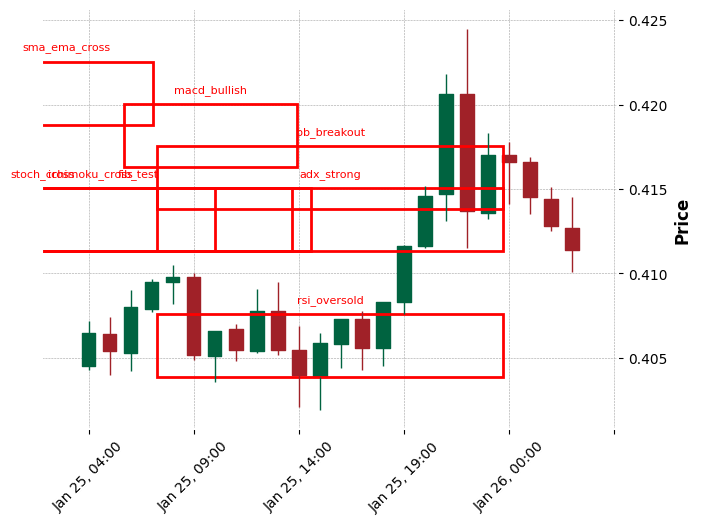 0.425
sma_ema_cross
macd_bullish
0.420
bb_breakout
stoch_cross
ichimoku_cross
fib_test
adx_strong
0.415
Price
0.410
rsi_oversold
0.405
Jan 25, 04:00
Jan 25, 09:00
Jan 25, 14:00
Jan 25, 19:00
Jan 26, 00:00